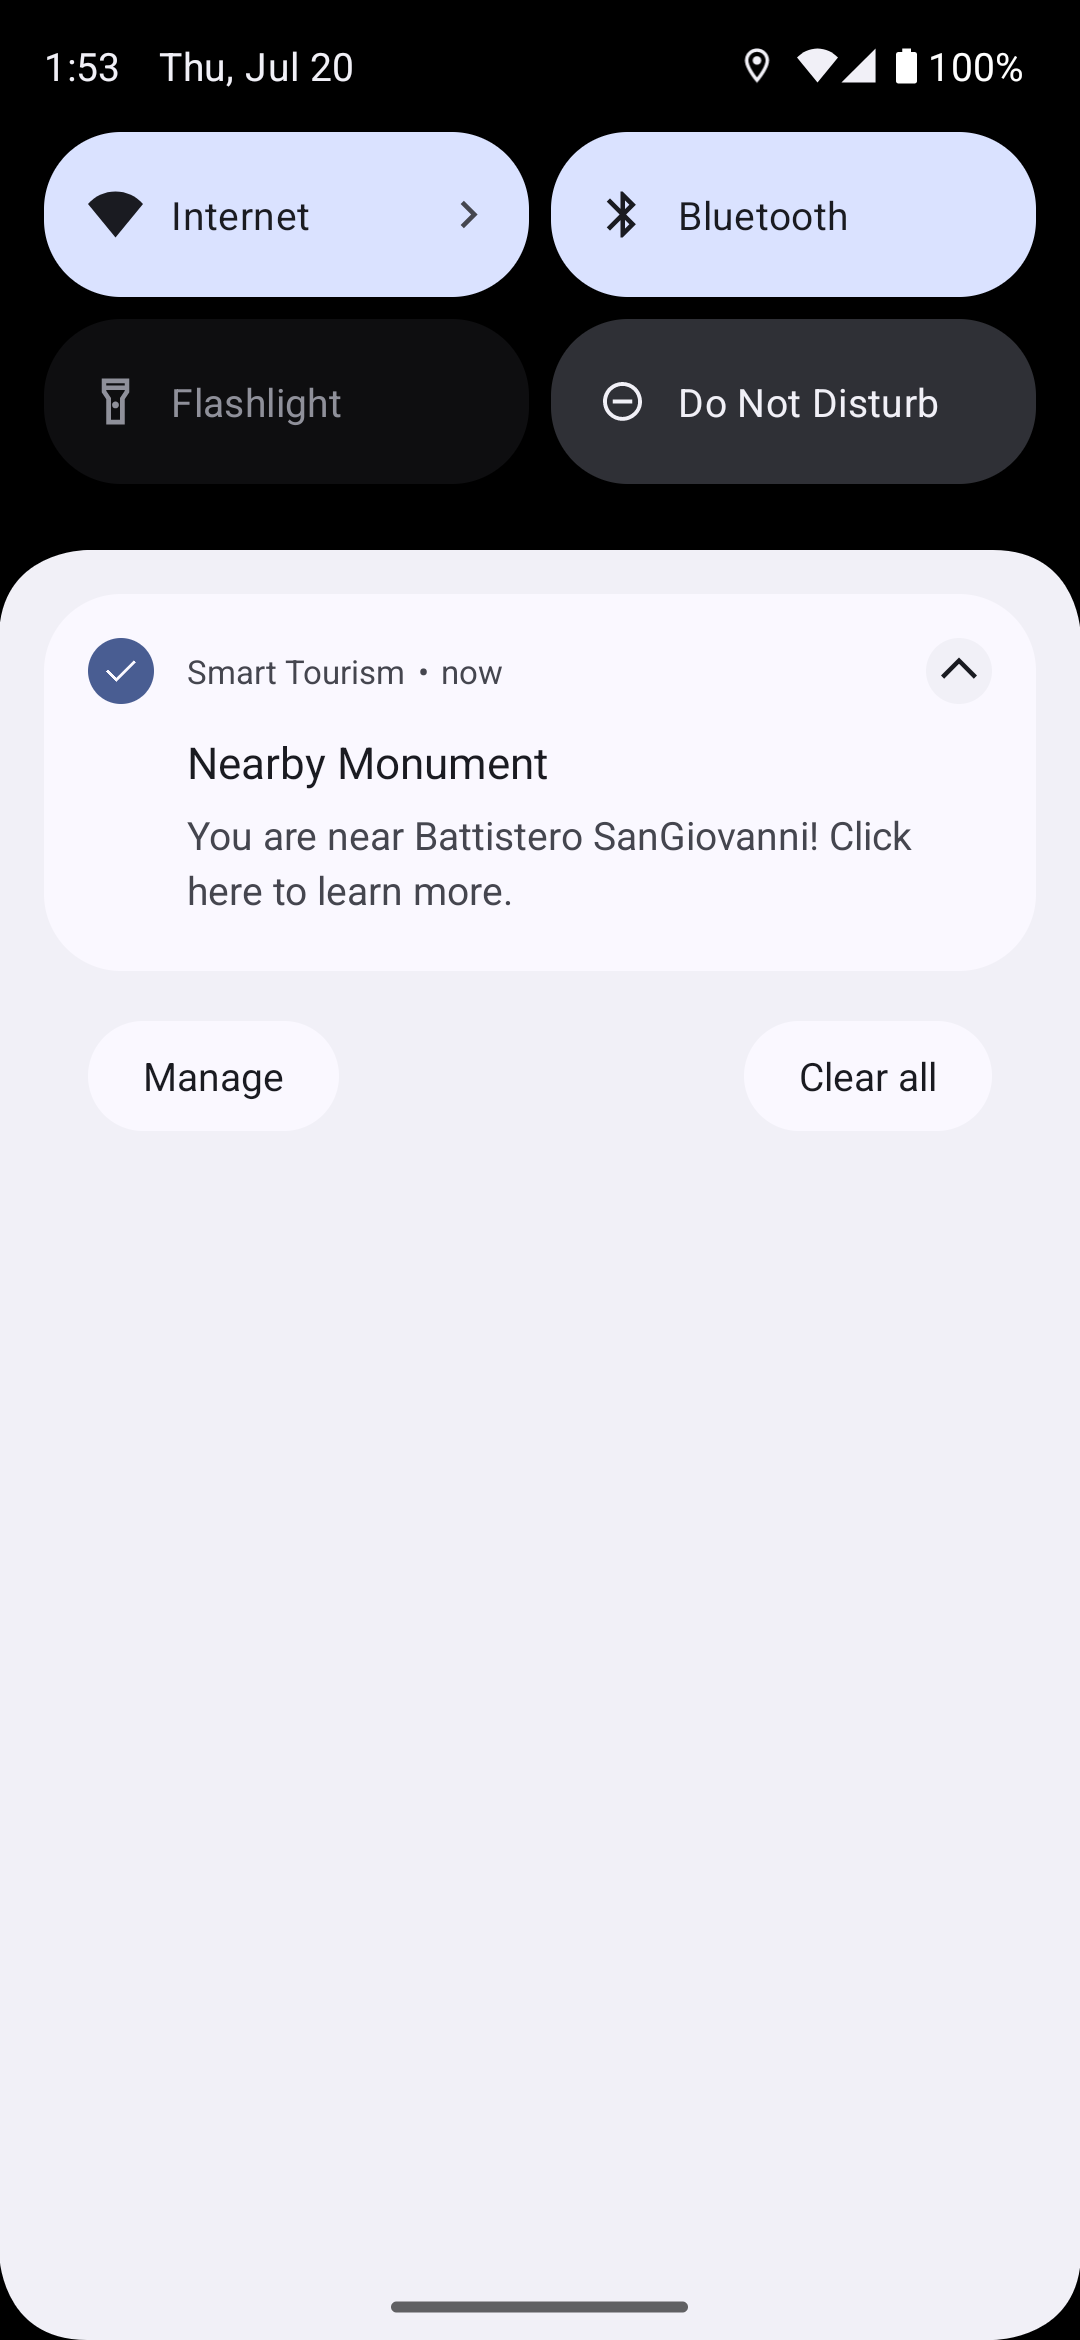 1:53 Thu, Jul 20 100%
Internet Bluetooth
Flashlight Do Not Disturb
Smart Tourism • now
Nearby Monument
You are near Battistero SanGiovanni! Click
here to learn more.
Manage Clear all